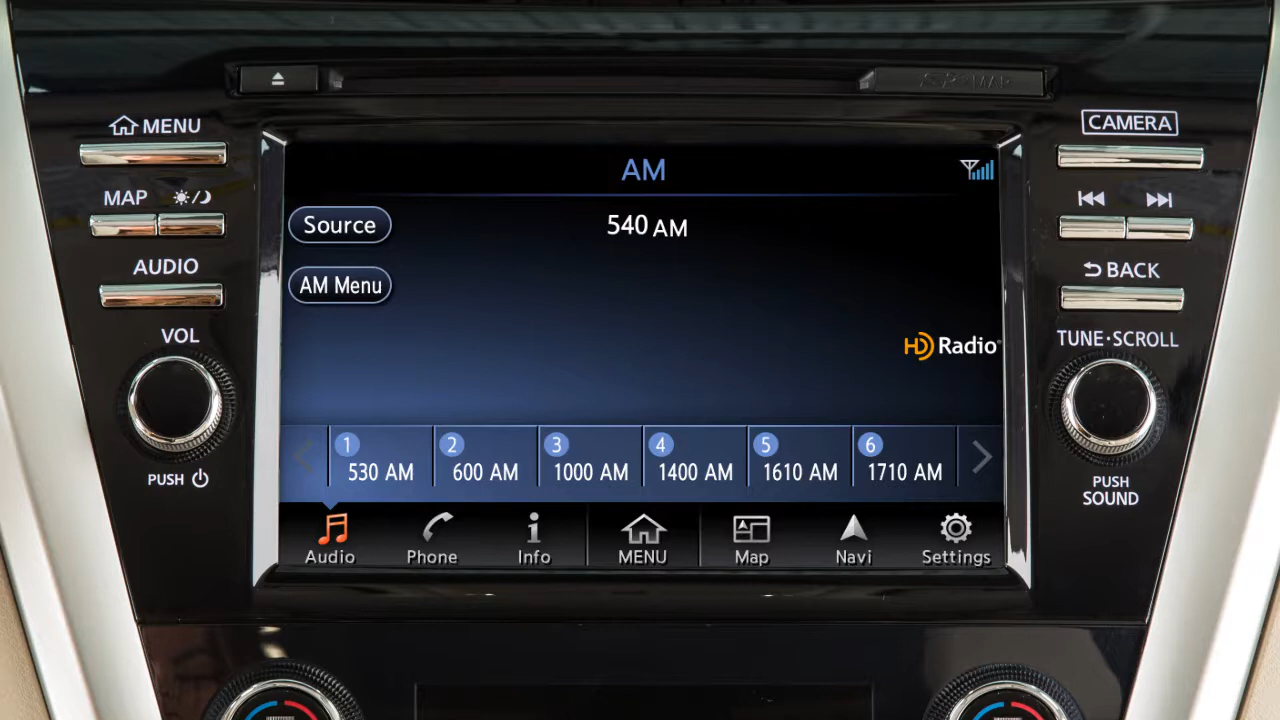 MENU
CAMERA
AM
MAP
Source
540 AM
AUDIO
BACK
AM Menu
VOL
TUNE·SCROLL
HD Radio
1 530 AM
2 600 AM
3 1000 AM
4 1400 AM
5 1610 AM
6 1710 AM
PUSH
PUSH
SOUND
Audio
Phone
Info
MENU
Map
Navi
Settings